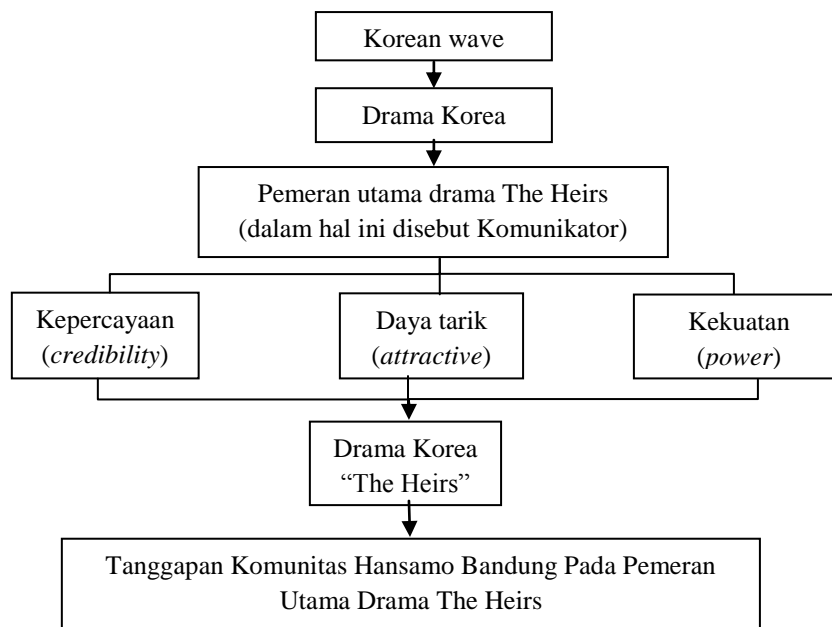 Korean wave
Drama Korea
Pemeran utama drama The Heirs
(dalam hal ini disebut Komunikator)
Kepercayaan
(credibility)
Daya tarik
(attractive)
Kekuatan
(power)
Drama Korea
“The Heirs”
Tanggapan Komunitas Hansamo Bandung Pada Pemeran
Utama Drama The Heirs